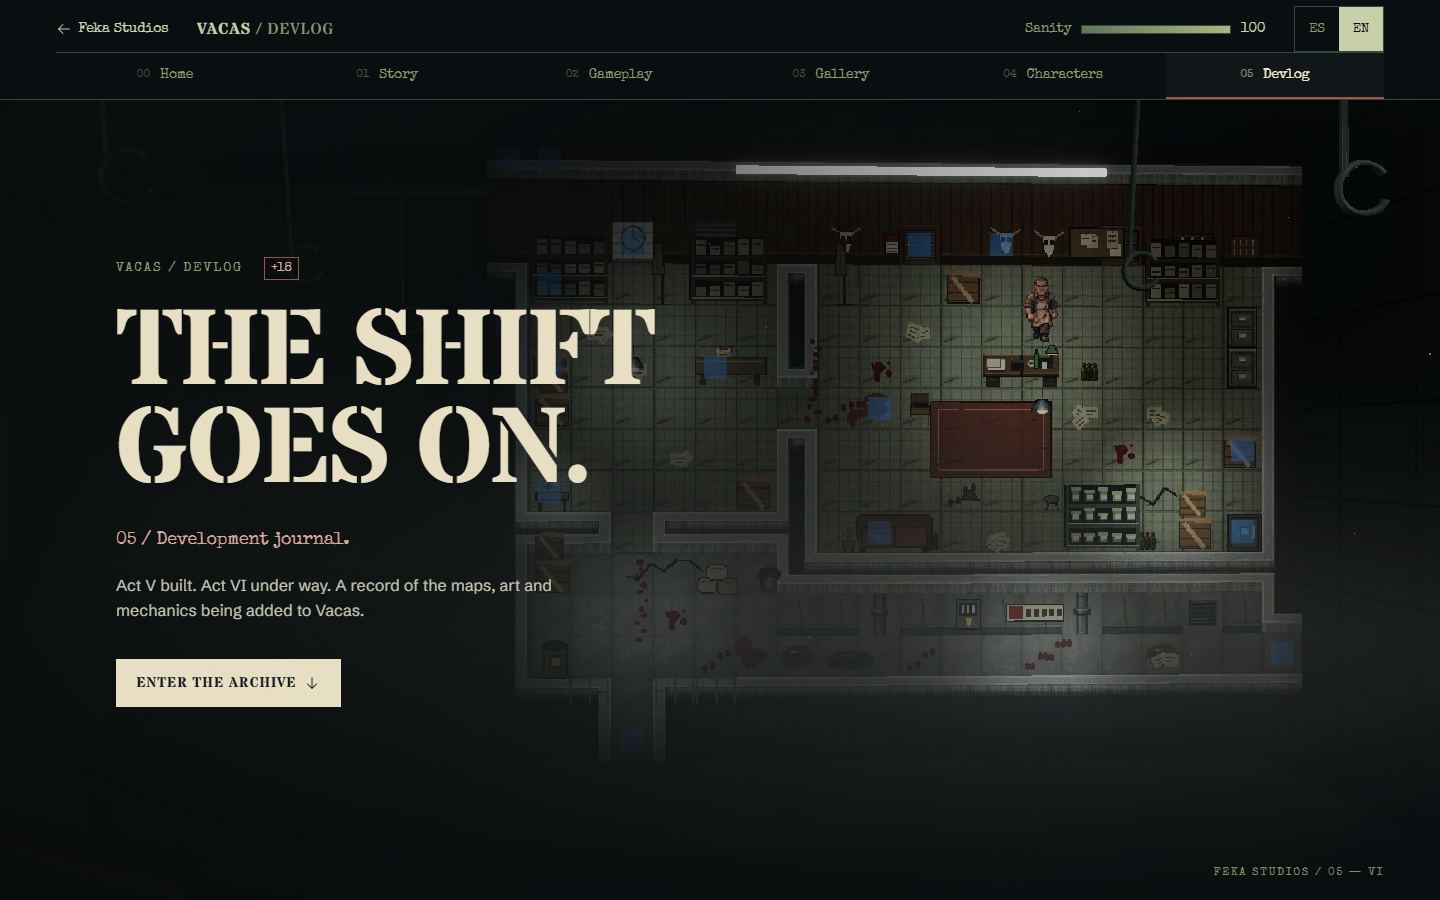 ← Feka Studios
VACAS / DEVLOG
Sanity 100
ES EN
00 Home
01 Story
02 Gameplay
03 Gallery
04 Characters
05 Devlog
VACAS / DEVLOG
+18
THE SHIFT
GOES ON.
05 / Development journal.
Act V built. Act VI under way. A record of the maps, art and
mechanics being added to Vacas.
ENTER THE ARCHIVE ↓
FEKA STUDIOS / 05 — VI